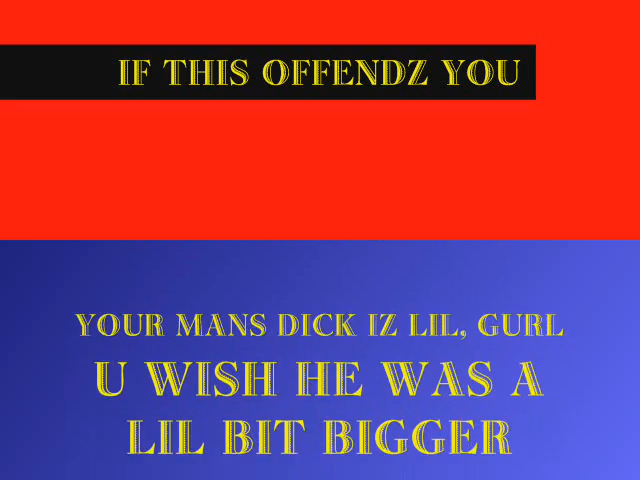 IF THIS OFFENDZ YOU
YOUR MANS DICK IZ LIL, GURL
U WISH HE WAS A
LIL BIT BIGGER